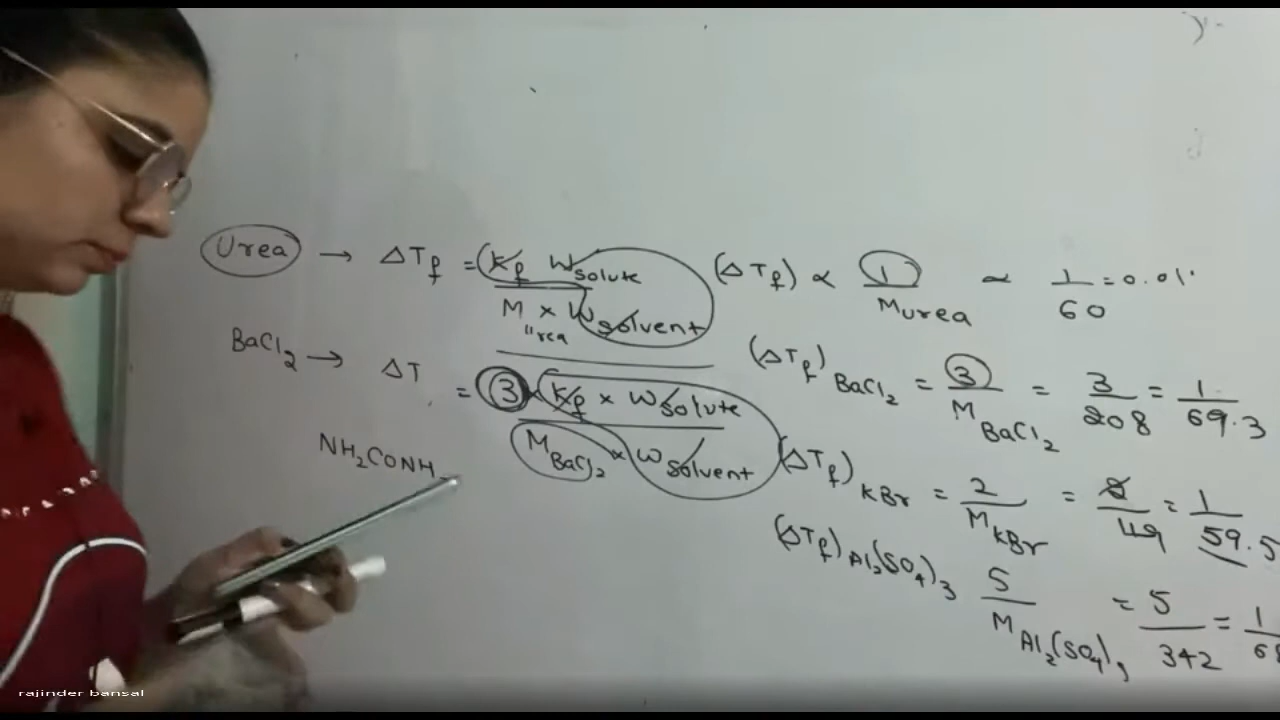 Urea → ΔTf = Kf Wsolute / M urea × Wsolvent (ΔTf) ∝ 1 / Murea ∝ 1/60 = 0.01
BaCl2 → ΔT = 3 × Kf × Wsolute / MBaCl2 × Wsolvent
(ΔTf)BaCl2 = 3 / MBaCl2 = 3/208 = 1/69.3
NH2CONH
(ΔTf)KBr = 2 / MKBr = 2/119 = 1/59.5
(ΔTf)Al2(SO4)3 5 / MAl2(SO4)3 = 5/342 = 1/68
rajinder bansal